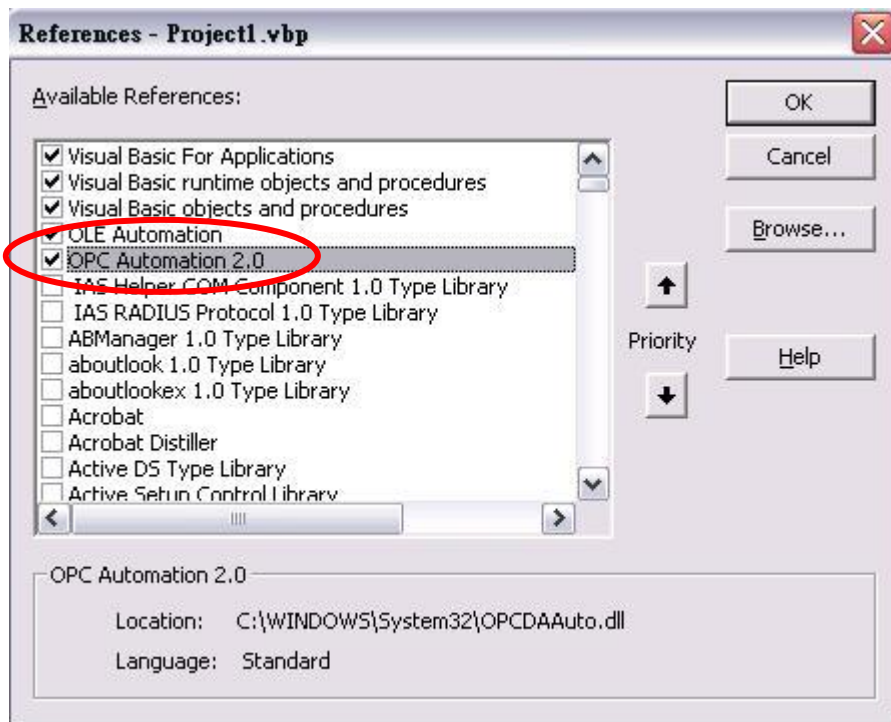 References - Project1.vbp
Available References:
Visual Basic For Applications
Visual Basic runtime objects and procedures
Visual Basic objects and procedures
OLE Automation
OPC Automation 2.0
IAS Helper COM Component 1.0 Type Library
IAS RADIUS Protocol 1.0 Type Library
ABManager 1.0 Type Library
aboutlook 1.0 Type Library
aboutlookex 1.0 Type Library
Acrobat
Acrobat Distiller
Active DS Type Library
Active Setup Control Library
OK
Cancel
Browse...
Priority
Help
OPC Automation 2.0
Location: C:\WINDOWS\System32\OPCDAAuto.dll
Language: Standard